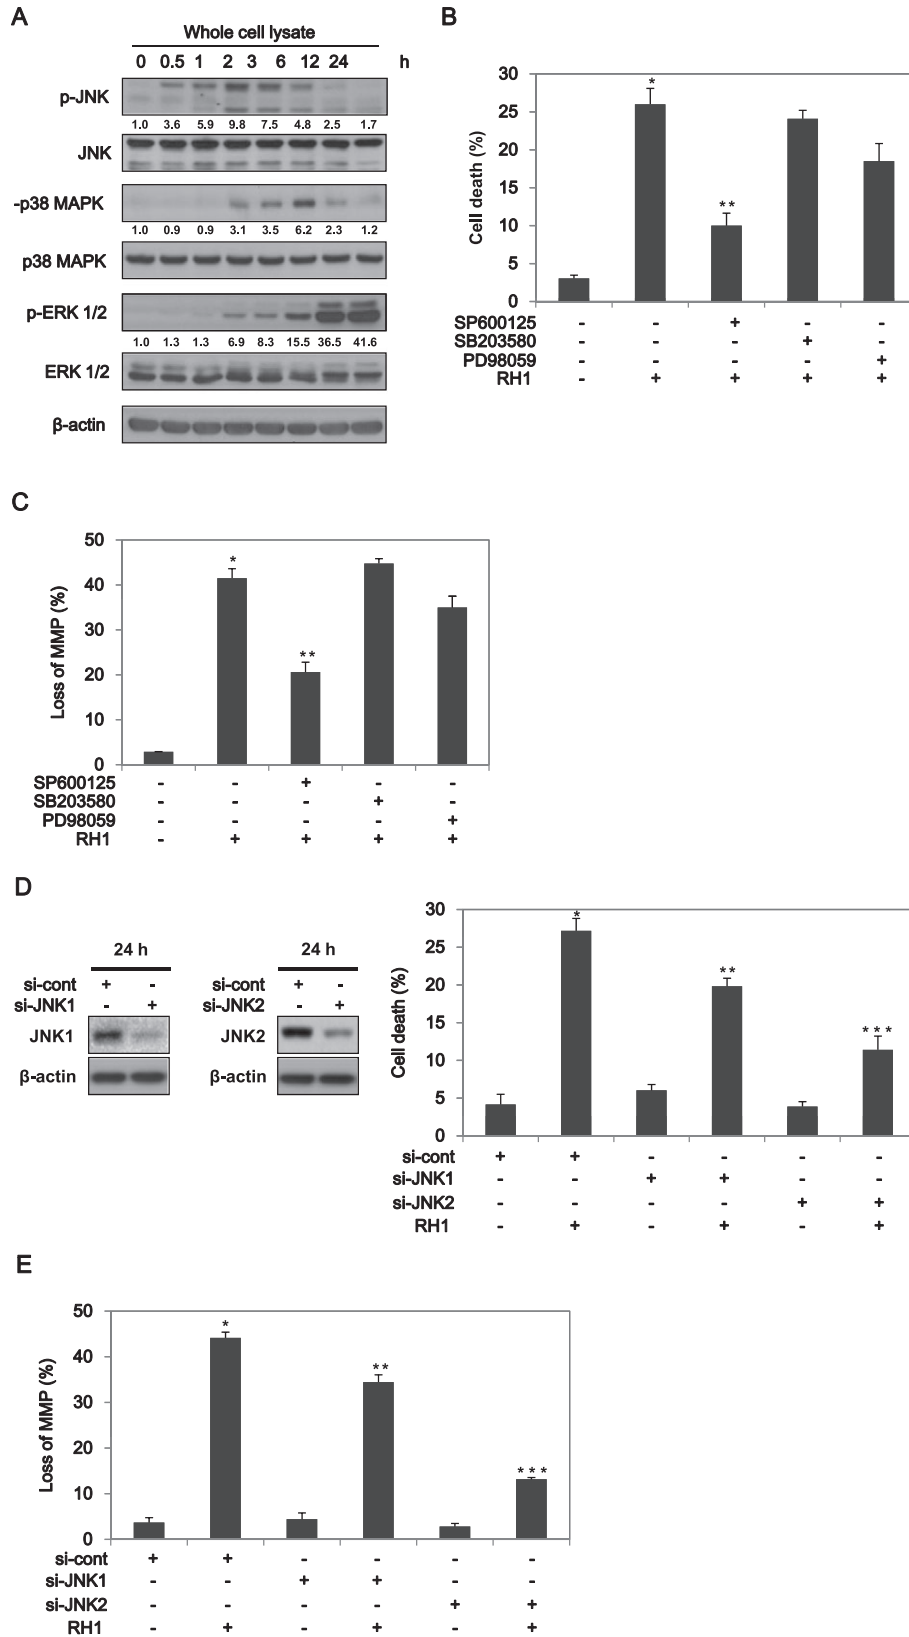 A
Whole cell lysate
0 0.5 1 2 3 6 12 24 h
p-JNK
1.0 3.6 5.9 9.8 7.5 4.8 2.5 1.7
JNK
-p38 MAPK
1.0 0.9 0.9 3.1 3.5 6.2 2.3 1.2
p38 MAPK
p-ERK 1/2
1.0 1.3 1.3 6.9 8.3 15.5 36.5 41.6
ERK 1/2
β-actin
B
Cell death (%)
30
25
20
15
10
5
0
*
**
SP600125 - - + - -
SB203580 - - - + -
PD98059 - - - - +
RH1 - + + + +
C
Loss of MMP (%)
50
40
30
20
10
0
*
**
SP600125 - - + - -
SB203580 - - - + -
PD98059 - - - - +
RH1 - + + + +
D
24 h
si-cont + -
si-JNK1 - +
JNK1
β-actin
24 h
si-cont + -
si-JNK2 - +
JNK2
β-actin
Cell death (%)
30
25
20
15
10
5
0
*
**
***
si-cont + + - - - -
si-JNK1 - - + + - -
si-JNK2 - - - - + +
RH1 - + - + - +
E
Loss of MMP (%)
50
40
30
20
10
0
*
**
***
si-cont + + - - - -
si-JNK1 - - + + - -
si-JNK2 - - - - + +
RH1 - + - + - +